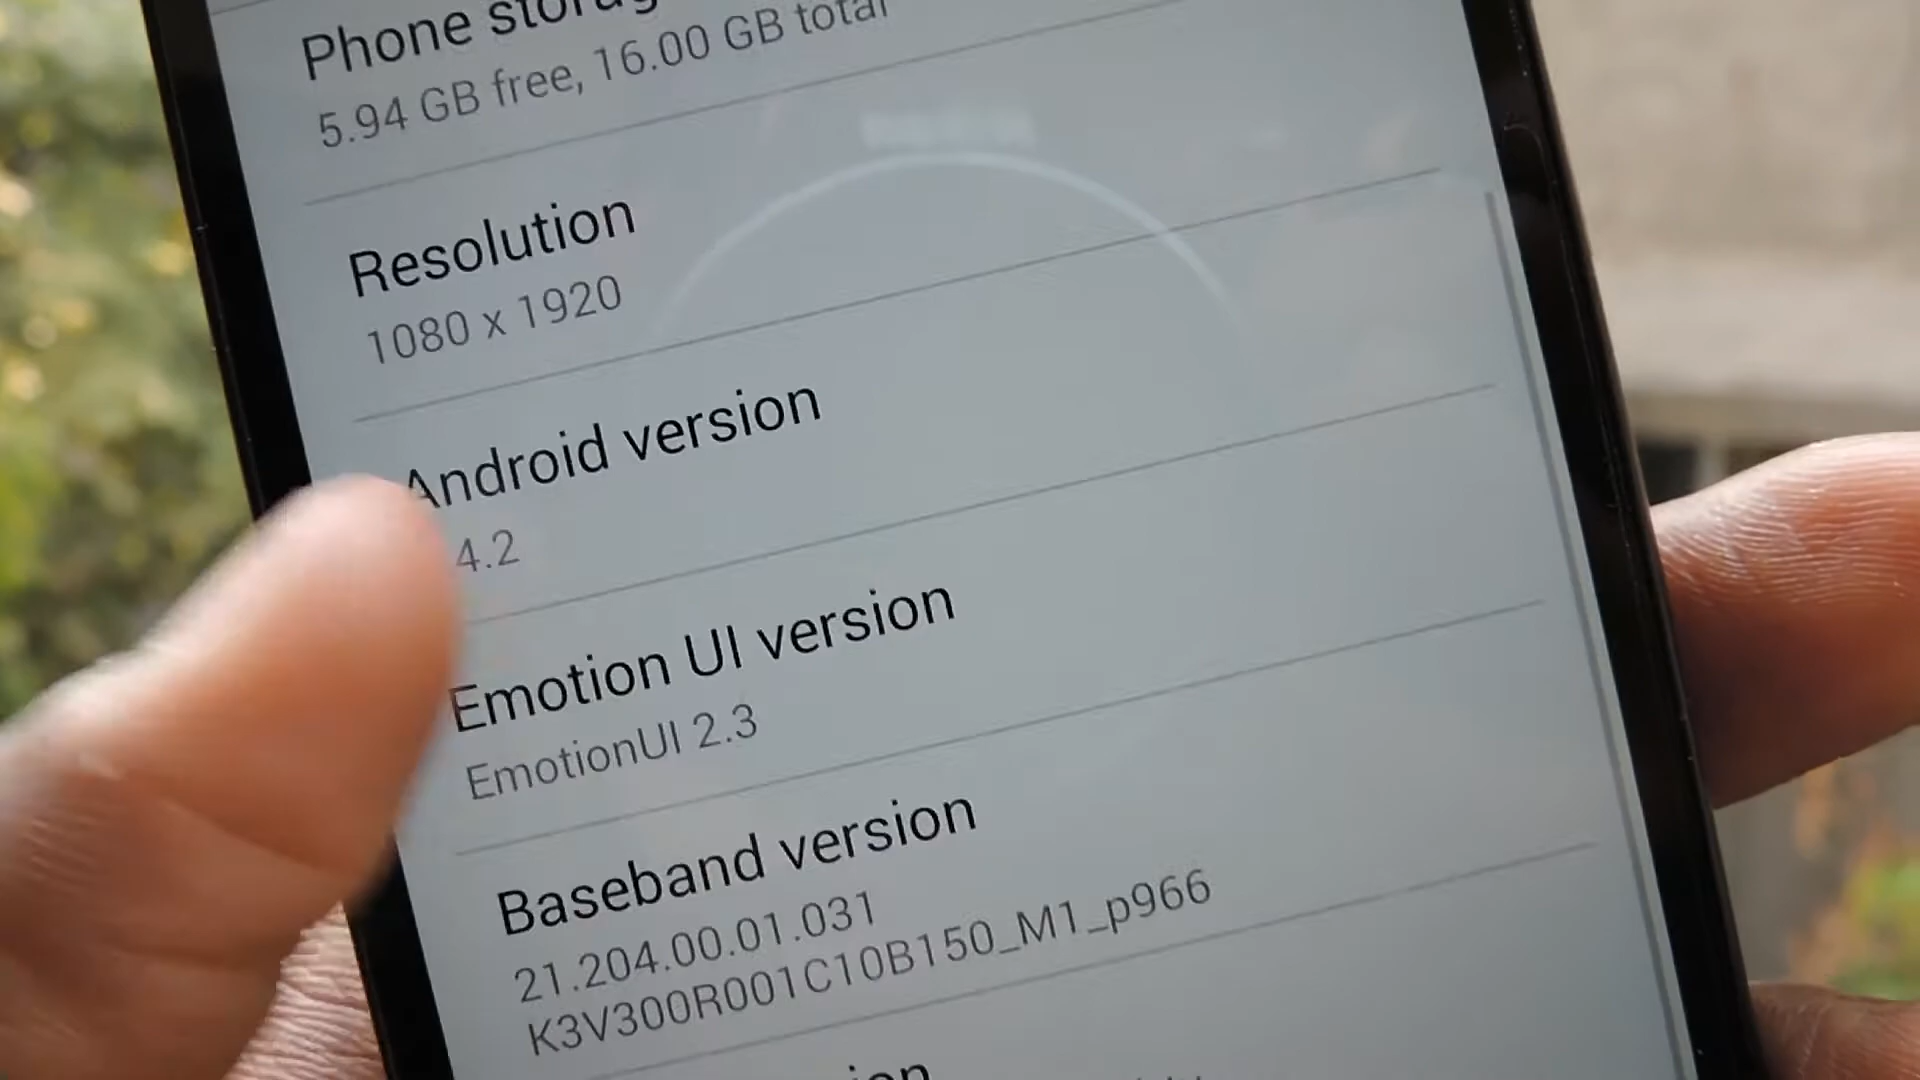 Phone
5.94 GB free, 16.00 GB total
Resolution
1080 x 1920
Android version
4.2
Emotion UI version
EmotionUI 2.3
Baseband version
21.204.00.01.031
K3V300R001C10B150_M1_p966